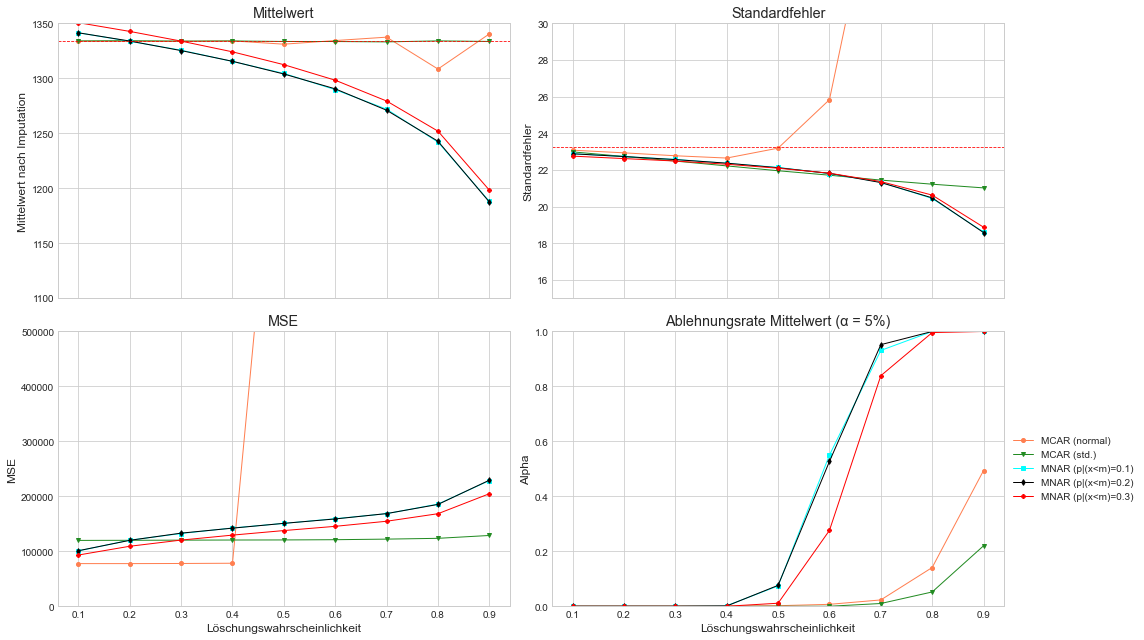 Mittelwert
1350
1300
1250
1200
1150
1100
Mittelwert nach Imputation
Standardfehler
30
28
26
24
22
20
18
16
Standardfehler
MSE
500000
400000
300000
200000
100000
0
MSE
0.1 0.2 0.3 0.4 0.5 0.6 0.7 0.8 0.9
Löschungswahrscheinlichkeit
Ablehnungsrate Mittelwert (α = 5%)
1.0
0.8
0.6
0.4
0.2
0.0
Alpha
0.1 0.2 0.3 0.4 0.5 0.6 0.7 0.8 0.9
Löschungswahrscheinlichkeit
MCAR (normal)
MCAR (std.)
MNAR (p|(x<m)=0.1)
MNAR (p|(x<m)=0.2)
MNAR (p|(x<m)=0.3)